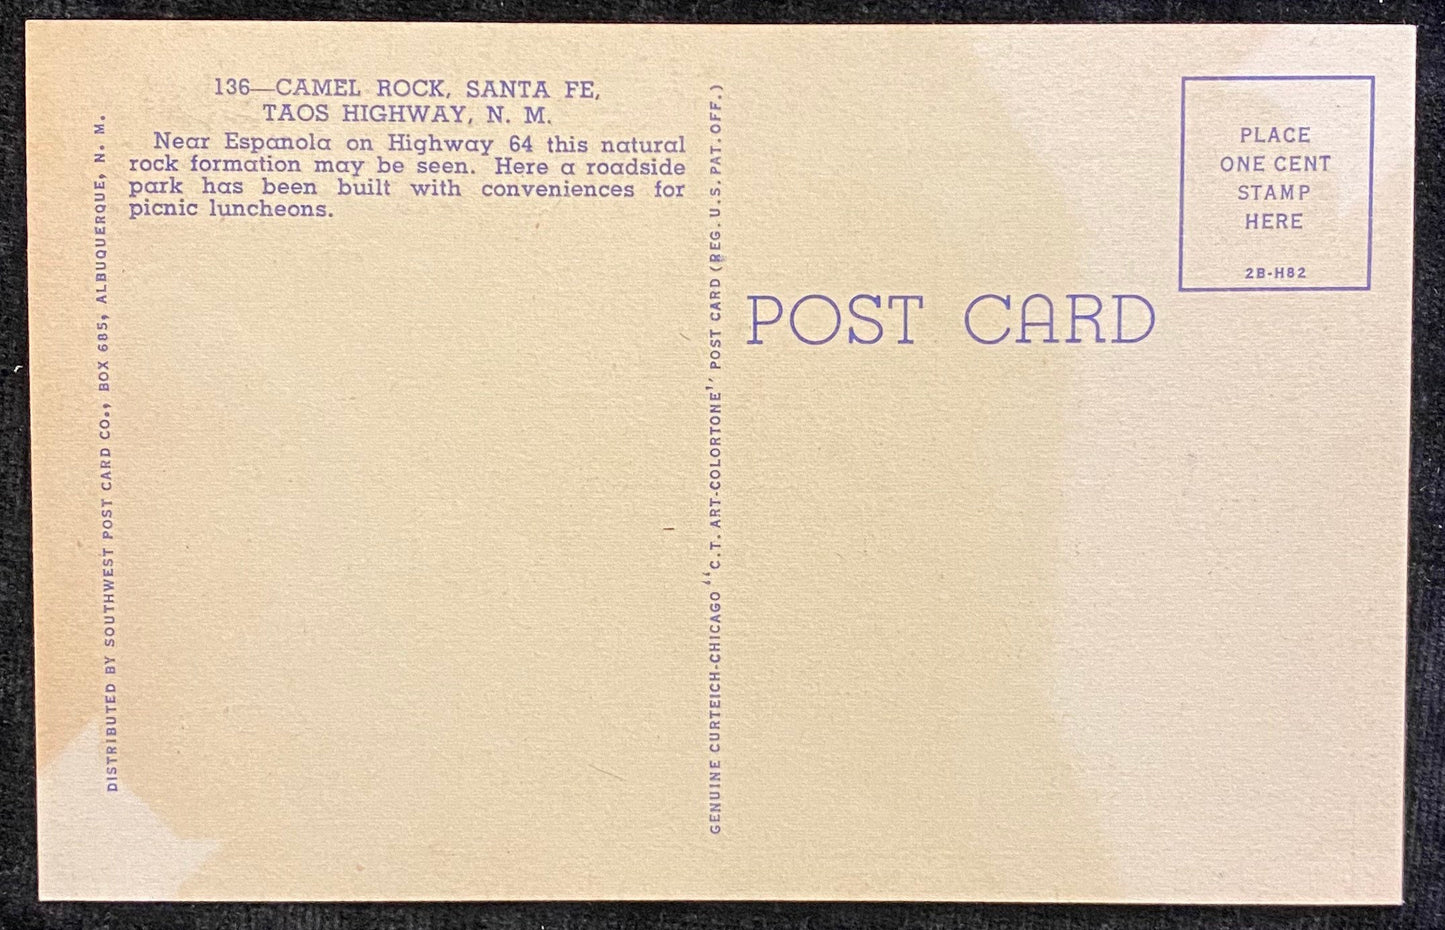 136—CAMEL ROCK, SANTA FE,
TAOS HIGHWAY, N. M.
Near Espanola on Highway 64 this natural
rock formation may be seen. Here a roadside
park has been built with conveniences for
picnic luncheons.
DISTRIBUTED BY SOUTHWEST POST CARD CO., BOX 685, ALBUQUERQUE, N. M.
GENUINE CURTEICH-CHICAGO "C.T. ART-COLORTONE" POST CARD (REG. U.S. PAT. OFF.)
POST CARD
PLACE
ONE CENT
STAMP
HERE
2B-H82